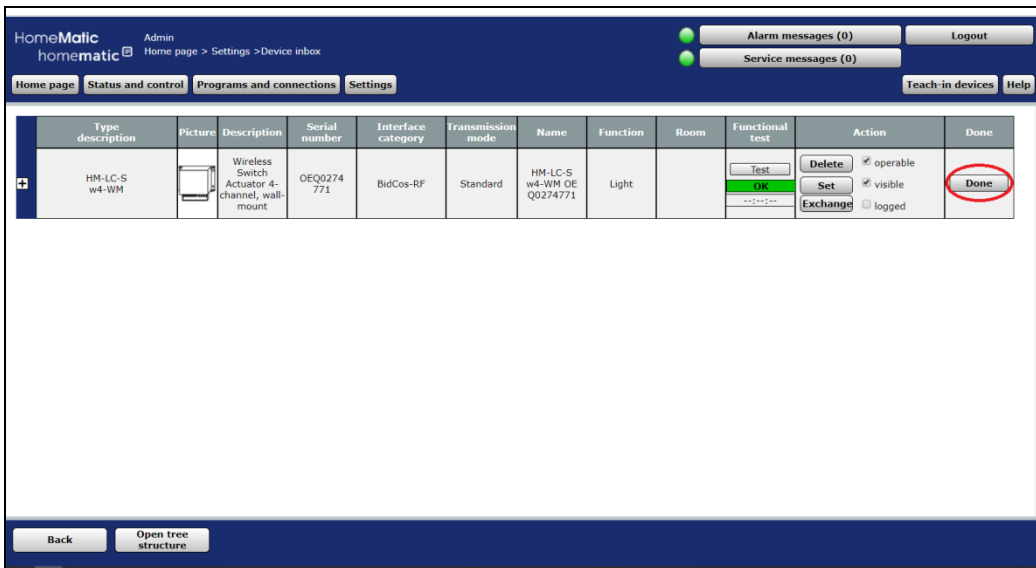 HomeMatic
homematic IP
Admin
Home page > Settings >Device inbox
Alarm messages (0)
Logout
Service messages (0)
Home page
Status and control
Programs and connections
Settings
Teach-in devices
Help
Type
description
Picture
Description
Serial
number
Interface
category
Transmission
mode
Name
Function
Room
Functional
test
Action
Done
HM-LC-S
w4-WM
Wireless
Switch
Actuator 4-
channel, wall-
mount
OEQ0274
771
BidCos-RF
Standard
HM-LC-S
w4-WM OE
Q0274771
Light
Test
OK
--:--:--
Delete
operable
Set
visible
Exchange
logged
Done
Back
Open tree
structure